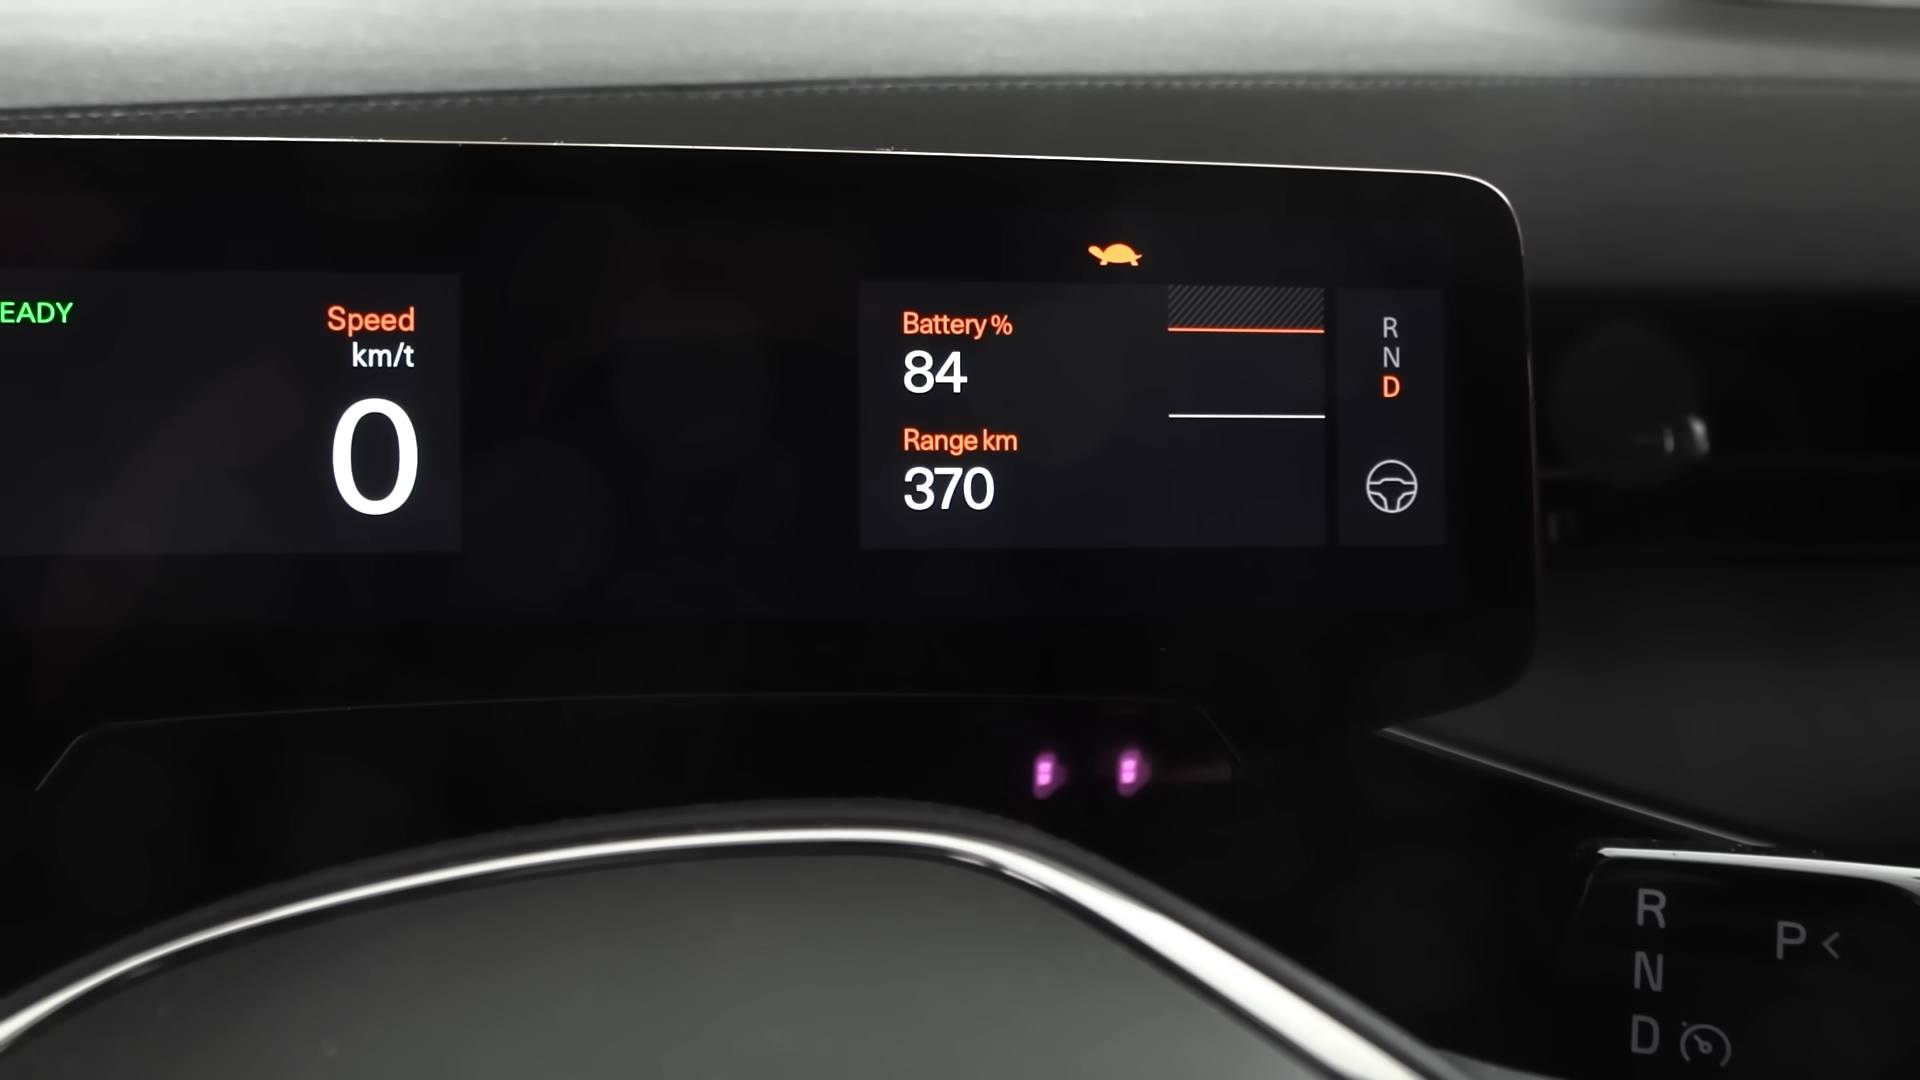 EADY
Speed
km/t
0
Battery %
84
Range km
370
R
N
D
R
N
D
P <